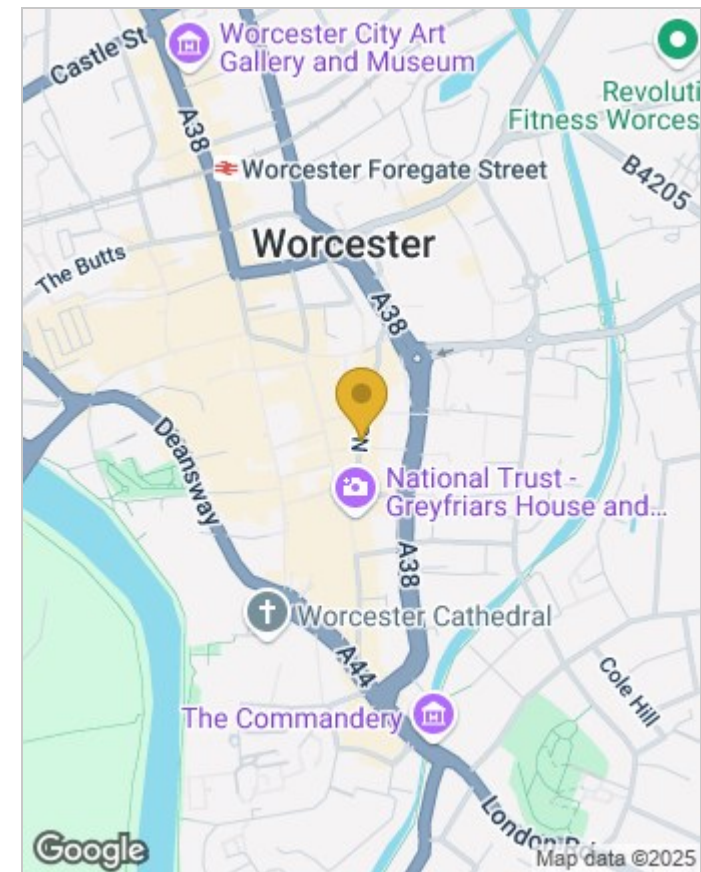 Worcester City Art
Gallery and Museum
Castle St
Revoluti
Fitness Worces
A38
Worcester Foregate Street
B4205
Worcester
The Butts
A38
N
Deansway
National Trust -
Greyfriars House and...
A38
Worcester Cathedral
A44
Cole Hill
The Commandery
London Rd
Google
Map data ©2025